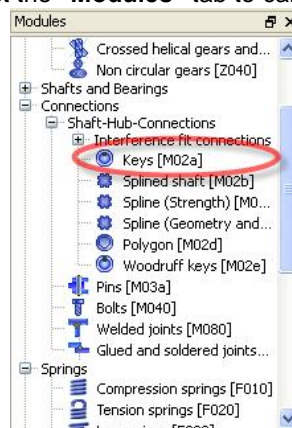 the "Modules" tab to
Modules
Crossed helical gears and...
Non circular gears [Z040]
Shafts and Bearings
Connections
Shaft-Hub-Connections
Interference fit connections
Keys [M02a]
Splined shaft [M02b]
Spline (Strength) [M0...
Spline (Geometry and...
Polygon [M02d]
Woodruff keys [M02e]
Pins [M03a]
Bolts [M040]
Welded joints [M080]
Glued and soldered joints...
Springs
Compression springs [F010]
Tension springs [F020]